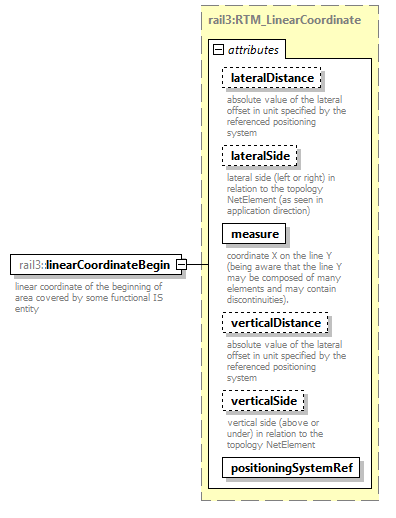 rail3:RTM_LinearCoordinate
attributes
lateralDistance
absolute value of the lateral
offset in unit specified by the
referenced positioning
system
lateralSide
lateral side (left or right) in
relation to the topology
NetElement (as seen in
application direction)
measure
coordinate X on the line Y
(being aware that the line Y
may be composed of many
elements and may contain
discontinuities).
rail3:linearCoordinateBegin
linear coordinate of the beginning of
area covered by some functional IS
entity
verticalDistance
absolute value of the lateral
offset in unit specified by the
referenced positioning
system
verticalSide
vertical side (above or
under) in relation to the
topology NetElement
positioningSystemRef